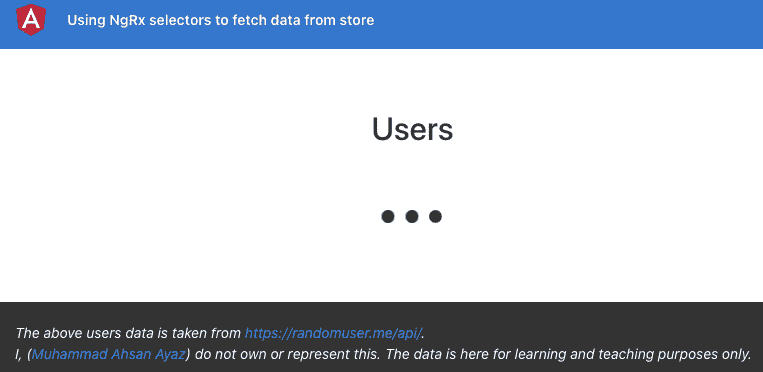 A
Using NgRx selectors to fetch data from store
Users
The above users data is taken from https://randomuser.me/api/.
I, (Muhammad Ahsan Ayaz) do not own or represent this. The data is here for learning and teaching purposes only.